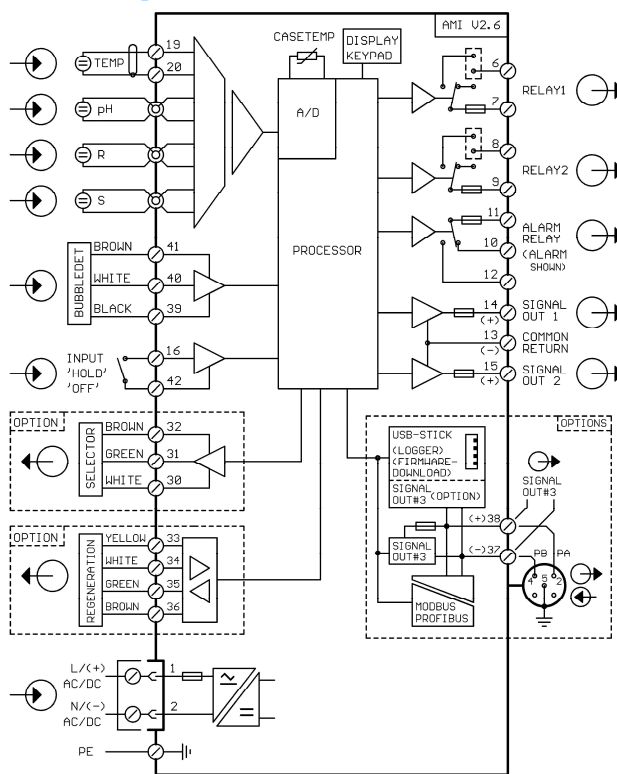 AMI V2.6
CASETEMP
DISPLAY
KEYPAD
19
TEMP
20
pH
R
S
A/D
PROCESSOR
6
RELAY1
7
8
RELAY2
9
11
ALARM
RELAY
10
(ALARM
SHOWN)
12
BUBBLEDET
BROWN
41
WHITE
40
BLACK
39
14
SIGNAL
OUT 1
(+)
13
COMMON
RETURN
(-)
15
SIGNAL
OUT 2
(+)
INPUT
'HOLD'
'OFF'
16
42
OPTION
SELECTOR
BROWN
32
GREEN
31
WHITE
30
OPTIONS
USB-STICK
(LOGGER)
(FIRMWARE-
DOWNLOAD)
SIGNAL
OUT#3 (OPTION)
SIGNAL
OUT#3
(+)38
SIGNAL
OUT#3
(-)37
PB
PA
4
5
2
MODBUS
PROFIBUS
OPTION
REGENERATION
YELLOW
33
WHITE
34
GREEN
35
BROWN
36
L/(+)
AC/DC
1
N/(-)
AC/DC
2
PE